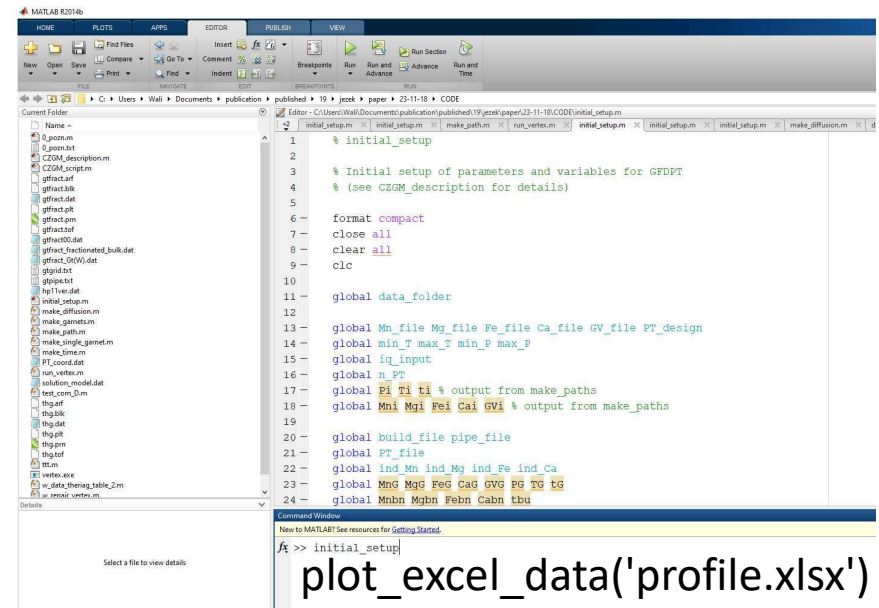 MATLAB R2014b
HOME PLOTS APPS EDITOR PUBLISH VIEW
New Open Save Find Files Compare Print Go To Find Insert Comment Indent Breakpoints Run Run and Advance Run Section Advance Run and Time
FILE NAVIGATE EDIT BREAKPOINTS RUN
C: Users Wali Documents publication published 19 jezek paper 23-11-18 CODE
Current Folder
Name
0_pozn.m
0_pozn.txt
CZGM_description.m
CZGM_script.m
gtfract.arf
gtfract.blk
gtfract.dat
gtfract.plt
gtfract.prn
gtfract.tof
gtfract00.dat
gtfract_fractionated_bulk.dat
gtfract_Gt(W).dat
gtgrid.txt
gtpipe.txt
hp11ver.dat
initial_setup.m
make_diffusion.m
make_garnets.m
make_path.m
make_single_garnet.m
make_time.m
PT_coord.dat
run_vertex.m
solution_model.dat
test_com_D.m
thg.arf
thg.blk
thg.dat
thg.plt
thg.prn
thg.tof
ttt.m
vertex.exe
w_data_theriag_table_2.m
w_repair_vertex.m
Details
Select a file to view details
Editor - C:\Users\Wali\Documents\publication\published\19\jezek\paper\23-11-18\CODE\initial_setup.m
+2 initial_setup.m initial_setup.m make_path.m run_vertex.m initial_setup.m initial_setup.m initial_setup.m make_diffusion.m d
1 % initial_setup
2
3 % Initial setup of parameters and variables for GFDPT
4 % (see CZGM_description for details)
5
6 – format compact
7 – close all
8 – clear all
9 – clc
10
11 – global data_folder
12
13 – global Mn_file Mg_file Fe_file Ca_file GV_file PT_design
14 – global min_T max_T min_P max_P
15 – global iq_input
16 – global n_PT
17 – global Pi Ti ti % output from make_paths
18 – global Mni Mgi Fei Cai GVi % output from make_paths
19
20 – global build_file pipe_file
21 – global PT_file
22 – global ind_Mn ind_Mg ind_Fe ind_Ca
23 – global MnG MgG FeG CaG GVG PG TG tG
24 – global Mnbn Mgbn Febn Cabn tbu
Command Window
New to MATLAB? See resources for Getting Started.
fx >> initial_setup
plot_excel_data('profile.xlsx')